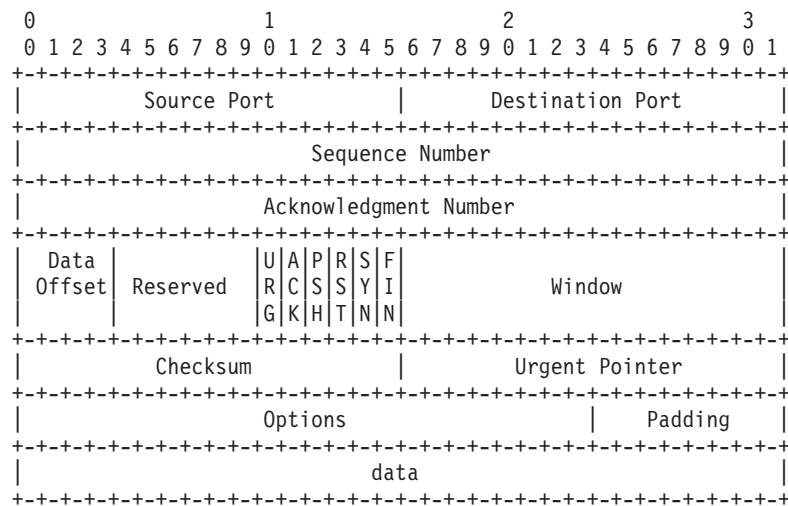 0                   1                   2                   3
 0 1 2 3 4 5 6 7 8 9 0 1 2 3 4 5 6 7 8 9 0 1 2 3 4 5 6 7 8 9 0 1
+-+-+-+-+-+-+-+-+-+-+-+-+-+-+-+-+-+-+-+-+-+-+-+-+-+-+-+-+-+-+-+-+
|          Source Port          |       Destination Port        |
+-+-+-+-+-+-+-+-+-+-+-+-+-+-+-+-+-+-+-+-+-+-+-+-+-+-+-+-+-+-+-+-+
|                        Sequence Number                        |
+-+-+-+-+-+-+-+-+-+-+-+-+-+-+-+-+-+-+-+-+-+-+-+-+-+-+-+-+-+-+-+-+
|                    Acknowledgment Number                      |
+-+-+-+-+-+-+-+-+-+-+-+-+-+-+-+-+-+-+-+-+-+-+-+-+-+-+-+-+-+-+-+-+
|  Data |           |U|A|P|R|S|F|                               |
| Offset| Reserved  |R|C|S|S|Y|I|            Window             |
|       |           |G|K|H|T|N|N|                               |
+-+-+-+-+-+-+-+-+-+-+-+-+-+-+-+-+-+-+-+-+-+-+-+-+-+-+-+-+-+-+-+-+
|           Checksum            |         Urgent Pointer        |
+-+-+-+-+-+-+-+-+-+-+-+-+-+-+-+-+-+-+-+-+-+-+-+-+-+-+-+-+-+-+-+-+
|                    Options                    |    Padding    |
+-+-+-+-+-+-+-+-+-+-+-+-+-+-+-+-+-+-+-+-+-+-+-+-+-+-+-+-+-+-+-+-+
|                             data                              |
+-+-+-+-+-+-+-+-+-+-+-+-+-+-+-+-+-+-+-+-+-+-+-+-+-+-+-+-+-+-+-+-+